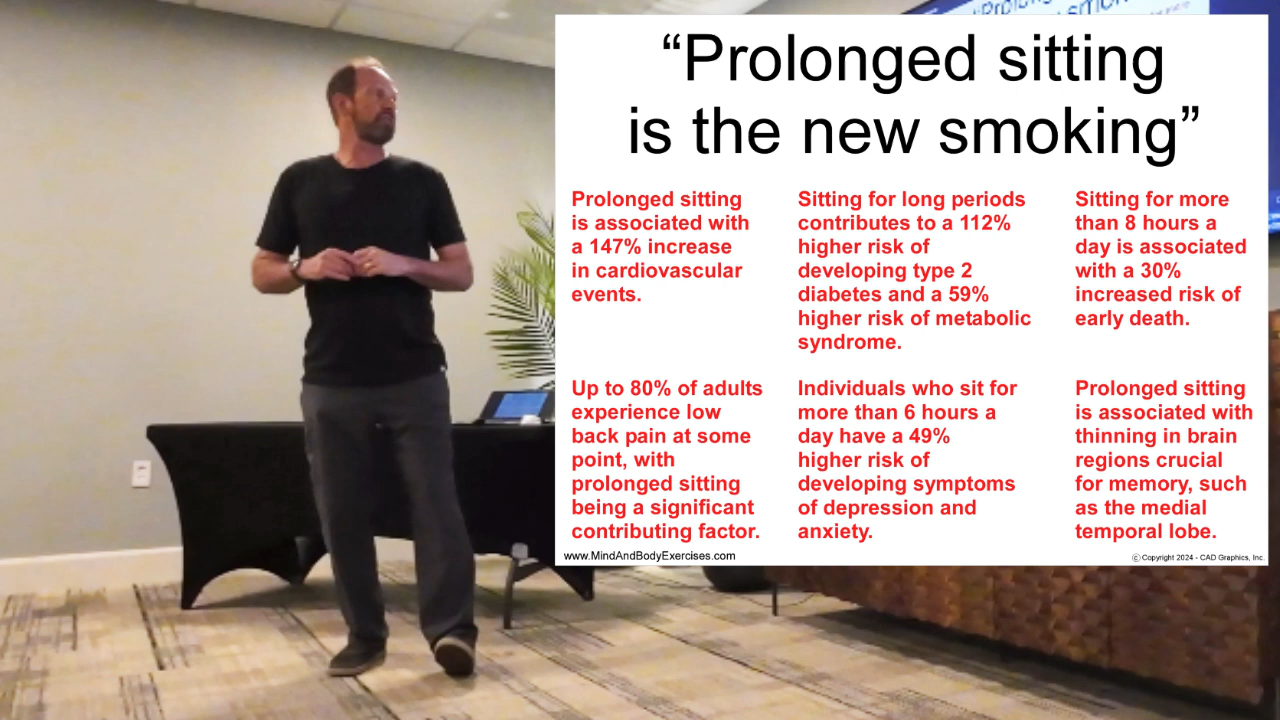 “Prolonged sitting
is the new smoking”
Prolonged sitting
is associated with
a 147% increase
in cardiovascular
events.
Sitting for long periods
contributes to a 112%
higher risk of
developing type 2
diabetes and a 59%
higher risk of metabolic
syndrome.
Sitting for more
than 8 hours a
day is associated
with a 30%
increased risk of
early death.
Up to 80% of adults
experience low
back pain at some
point, with
prolonged sitting
being a significant
contributing factor.
Individuals who sit for
more than 6 hours a
day have a 49%
higher risk of
developing symptoms
of depression and
anxiety.
Prolonged sitting
is associated with
thinning in brain
regions crucial
for memory, such
as the medial
temporal lobe.
www.MindAndBodyExercises.com
© Copyright 2024 - CAD Graphics, Inc.